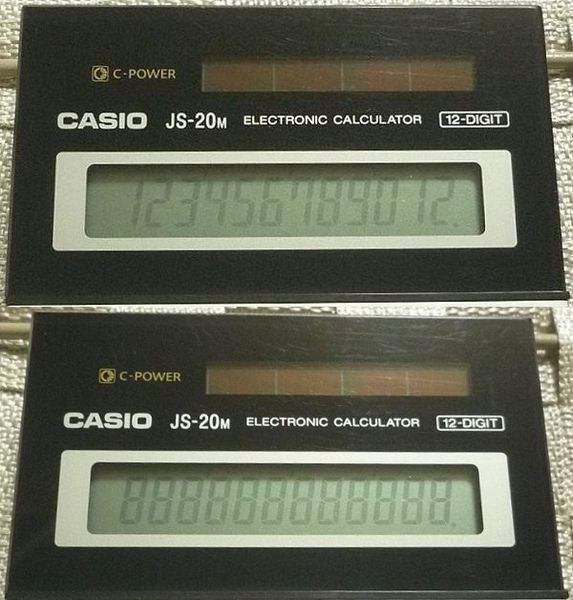 C-POWER
CASIO JS-20M ELECTRONIC CALCULATOR 12-DIGIT
123456789012.
C-POWER
CASIO JS-20M ELECTRONIC CALCULATOR 12-DIGIT
888888888888.